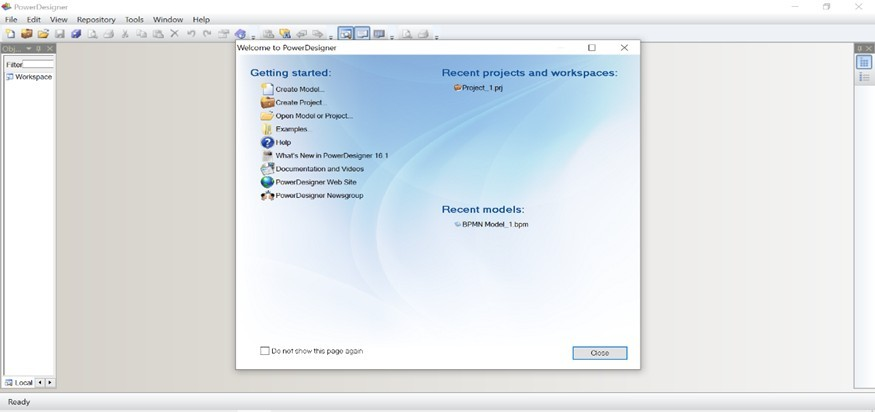 PowerDesigner
File Edit View Repository Tools Window Help
Obj...
Filter
Workspace
Local
Welcome to PowerDesigner
Getting started:
Create Model...
Create Project...
Open Model or Project...
Examples...
Help
What's New in PowerDesigner 16.1
Documentation and Videos
PowerDesigner Web Site
PowerDesigner Newsgroup
Recent projects and workspaces:
Project_1.prj
Recent models:
BPMN Model_1.bpm
Do not show this page again
Close
Ready